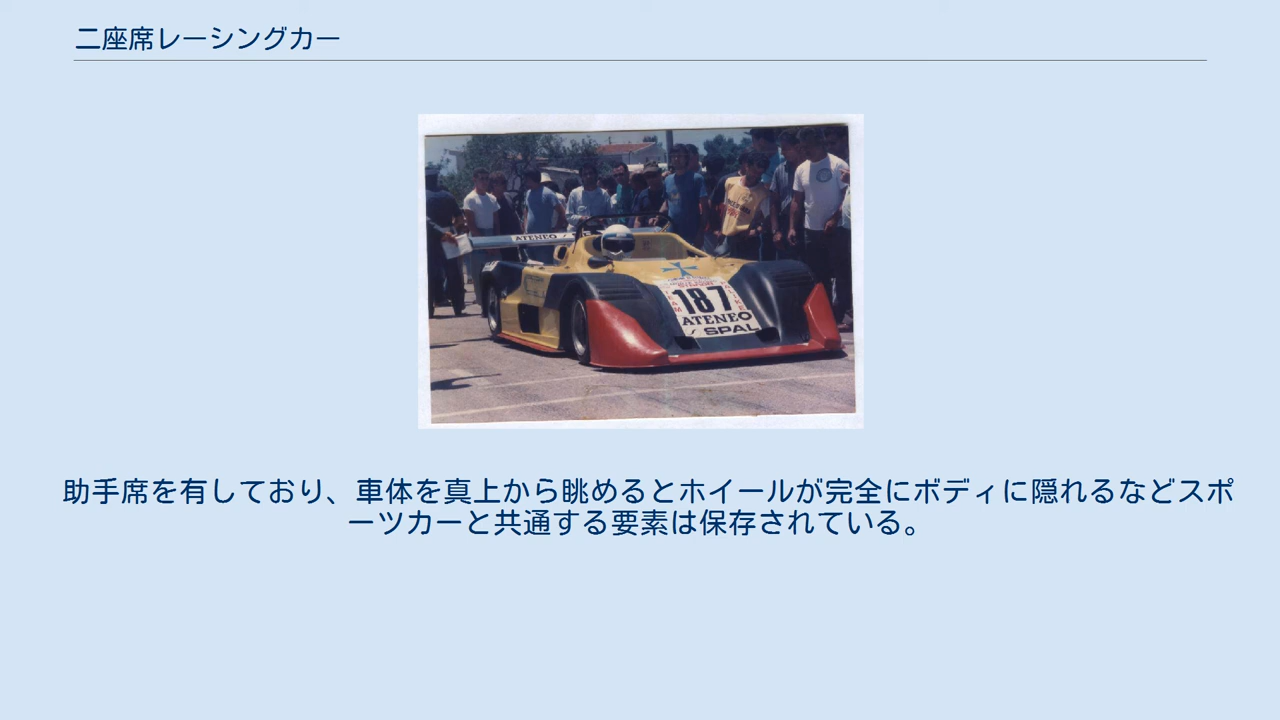 二座席レーシングカー
ATENEO /
187
ATENEO
/ SPAL
助手席を有しており、車体を真上から眺めるとホイールが完全にボディに隠れるなどスポ
ーツカーと共通する要素は保存されている。